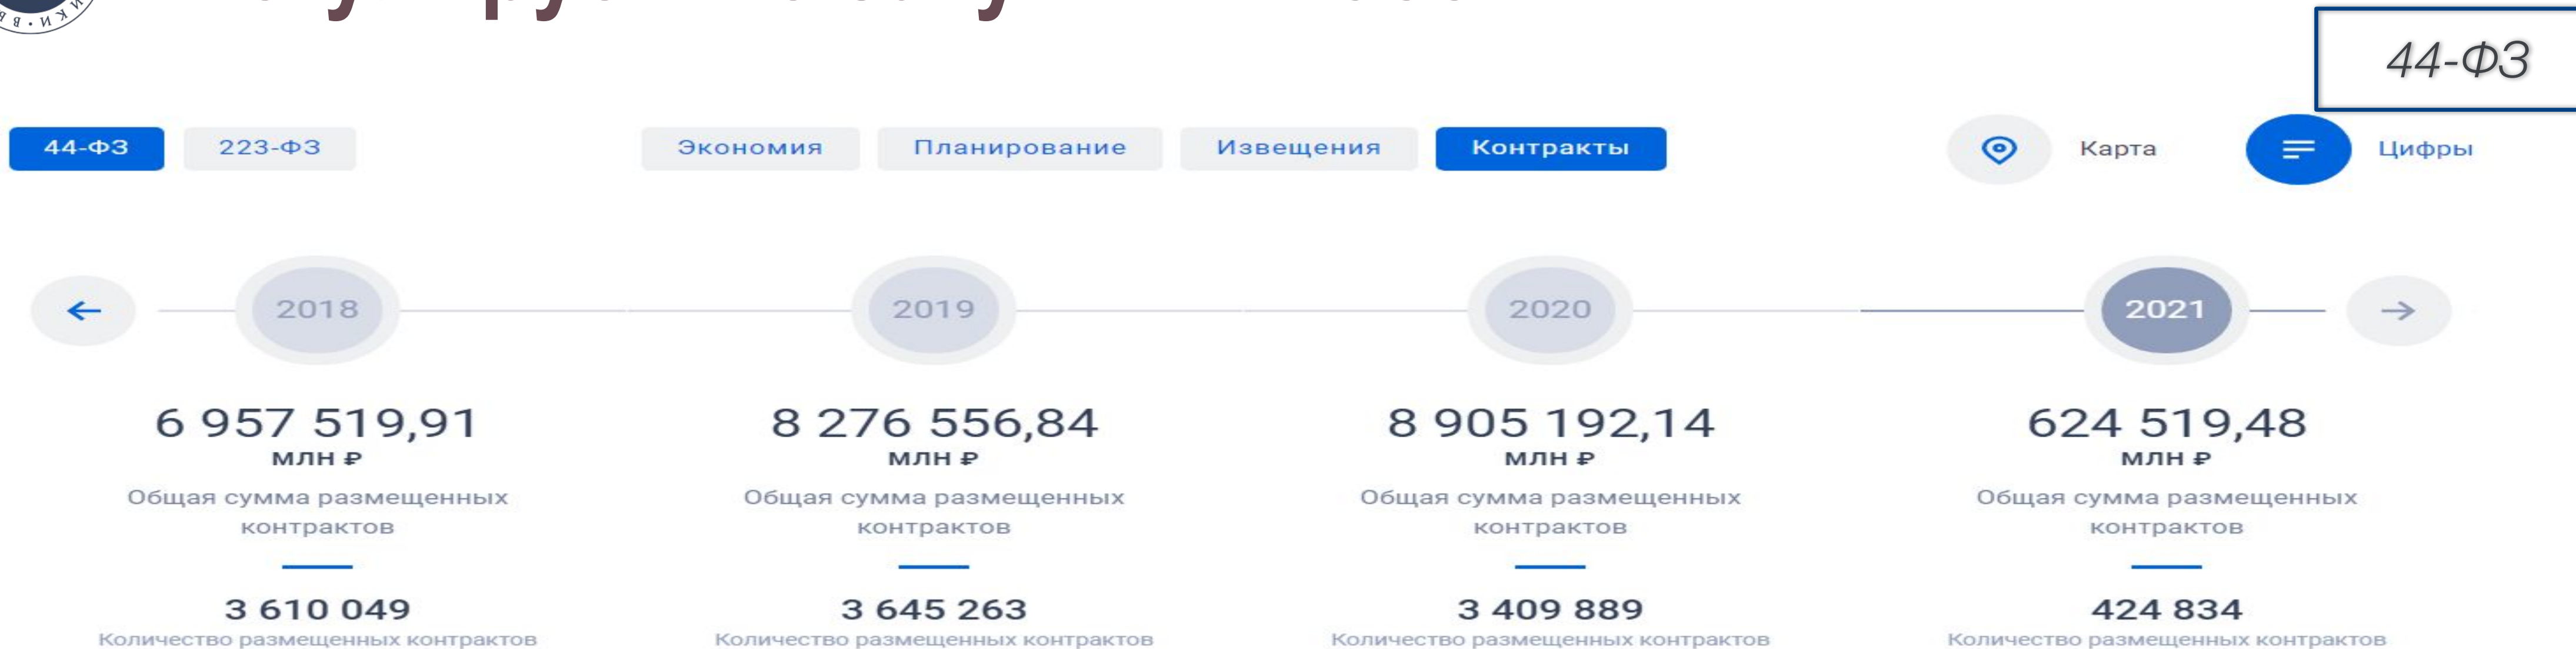 44-ФЗ
44-ФЗ 223-ФЗ Экономия Планирование Извещения Контракты Карта Цифры
2018 2019 2020 2021
6 957 519,91 8 276 556,84 8 905 192,14 624 519,48
МЛН ₽ МЛН ₽ МЛН ₽ МЛН ₽
Общая сумма размещенных Общая сумма размещенных Общая сумма размещенных Общая сумма размещенных
контрактов контрактов контрактов контрактов
3 610 049 3 645 263 3 409 889 424 834
Количество размещенных контрактов Количество размещенных контрактов Количество размещенных контрактов Количество размещенных контрактов